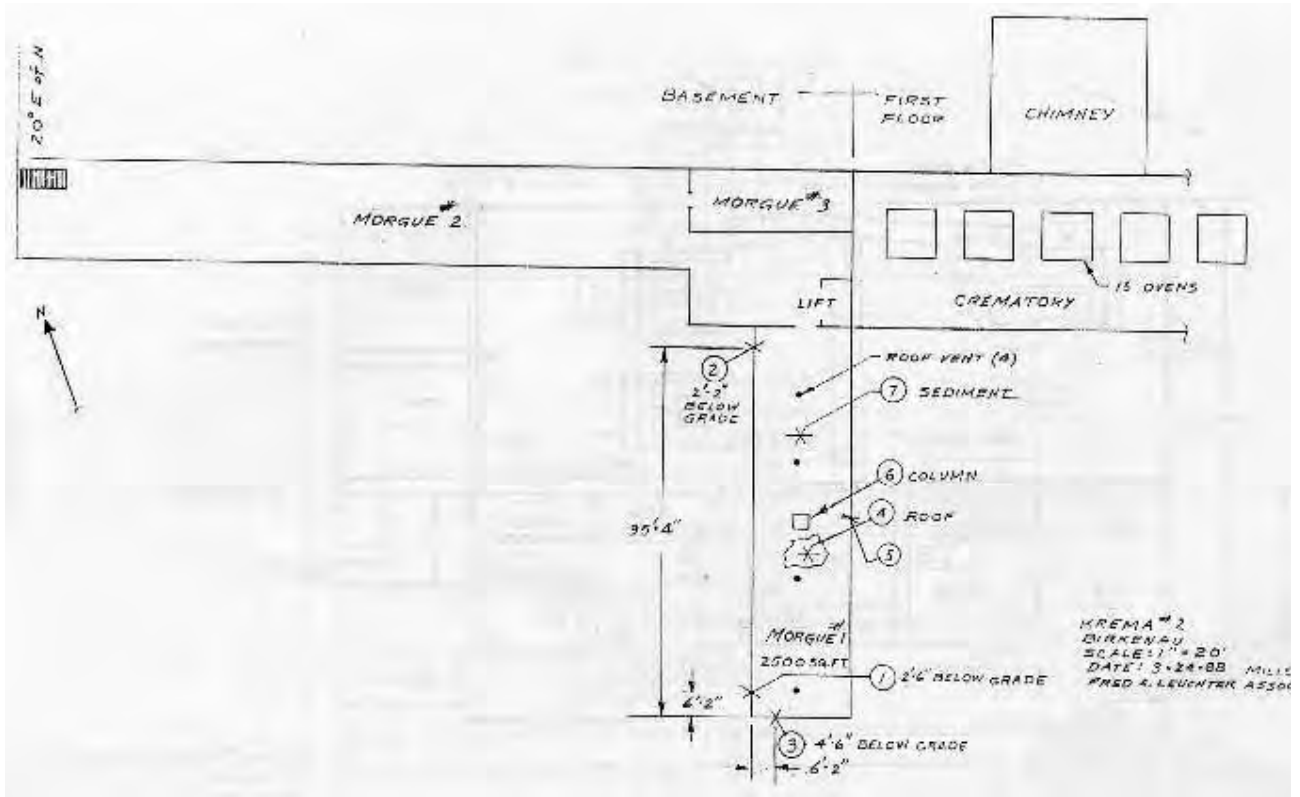 20° E of N
BASEMENT
FIRST
FLOOR
CHIMNEY
MORGUE #2
MORGUE #3
15 OVENS
LIFT
CREMATORY
N
ROOF VENT (4)
2
2'-2"
BELOW
GRADE
7 SEDIMENT
6 COLUMN
4 ROOF
5
95'-4"
MORGUE #1
2500 SQ.FT
1 2'6" BELOW GRADE
6'-2"
3 4'6" BELOW GRADE
6'-2"
KREMA #2
BIRKENAU
SCALE: 1" = 20'
DATE: 3-24-88
FRED A. LEUCHTER ASSOC